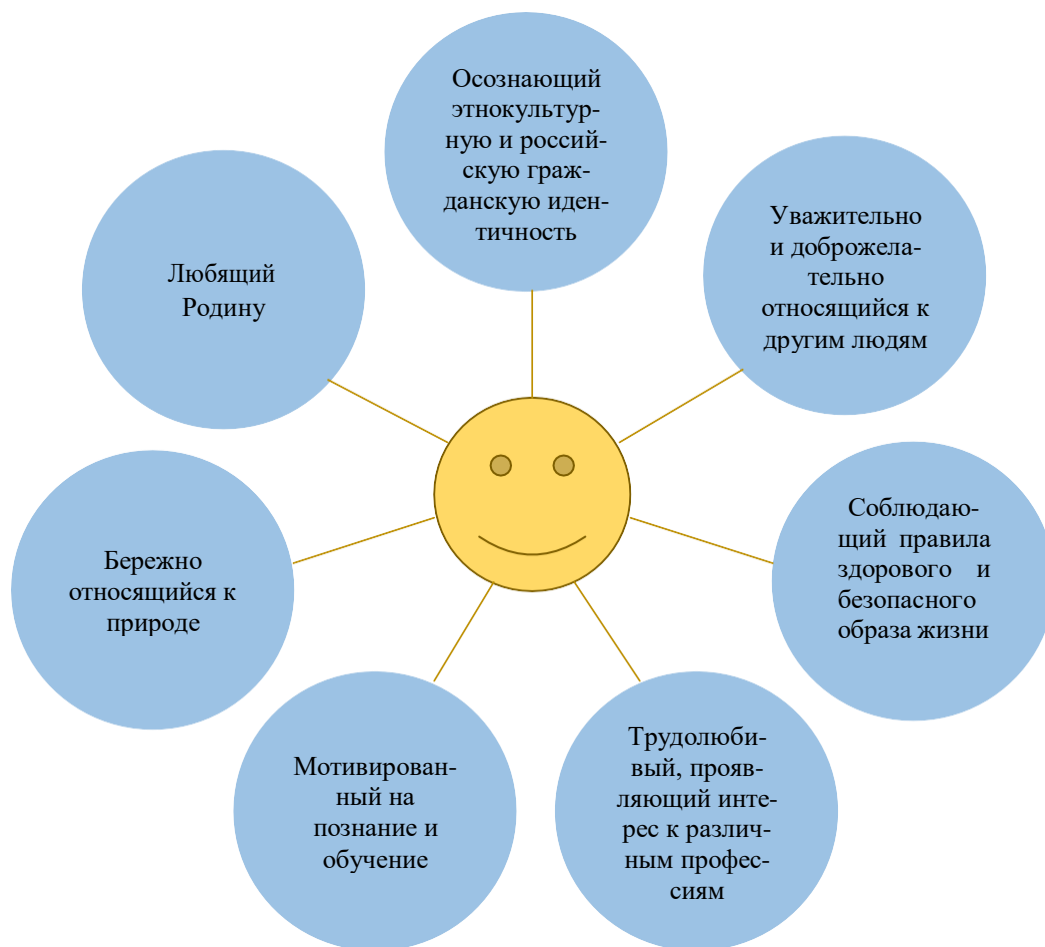 Осознающий
этнокультур-
ную и россий-
скую граж-
данскую иден-
тичность
Уважительно
и доброжела-
тельно
относящийся к
другим людям
Любящий
Родину
Соблюдаю-
щий правила
здорового и
безопасного
образа жизни
Бережно
относящийся к
природе
Трудолюби-
вый, прояв-
ляющий инте-
рес к различ-
ным профес-
сиям
Мотивирован-
ный на
познание и
обучение